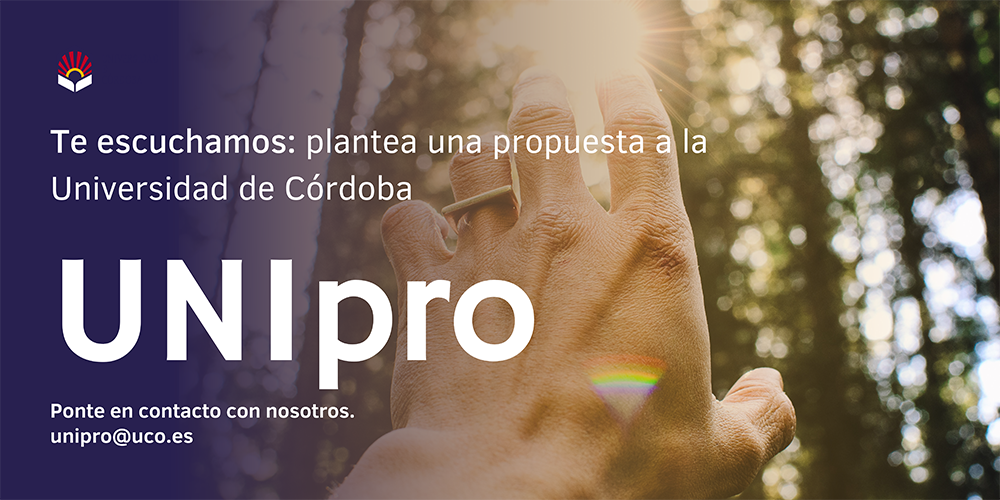 Te escuchamos: plantea una propuesta a la
Universidad de Córdoba
UNIpro
Ponte en contacto con nosotros.
unipro@uco.es